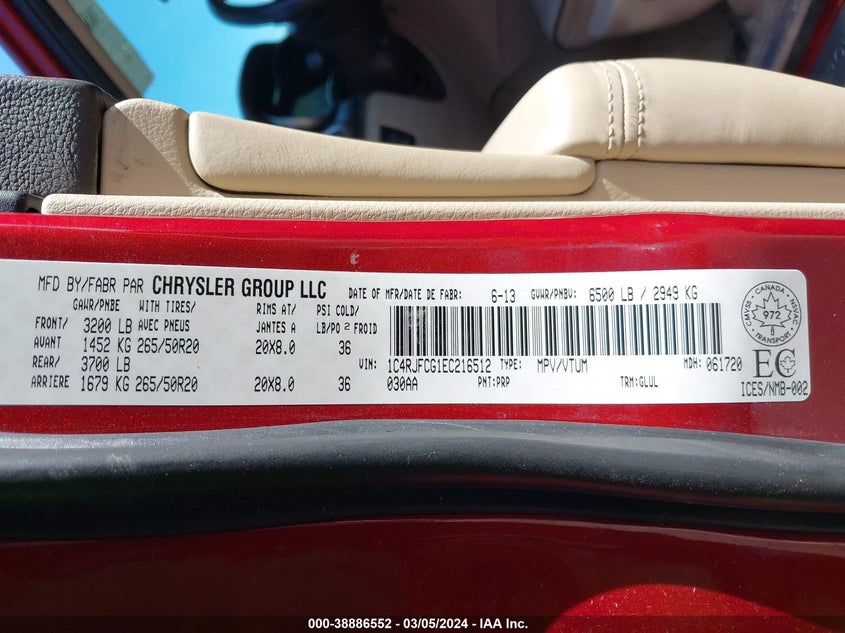 MFD BY/FABR PAR CHRYSLER GROUP LLC DATE OF MFR/DATE DE FABR: 6-13 GVWR/PNBV: 6500 LB / 2949 KG
GAWR/PNBE WITH TIRES/ RIMS AT/ PSI COLD/
FRONT/ 3200 LB AVEC PNEUS JANTES A LB/PO² FROID
AVANT 1452 KG 265/50R20 20X8.0 36
REAR/ 3700 LB
ARRIERE 1679 KG 265/50R20 20X8.0 36
VIN: 1C4RJFCG1EC216512 TYPE: MPV/VTUM MDH: 061720
030AA PNT:PRP TRM:GLUL
CMVSS · CANADA · NSVAC
972
TRANSPORT
EC
ICES/NMB-002
000-38886552 — 03/05/2024 — IAA Inc.